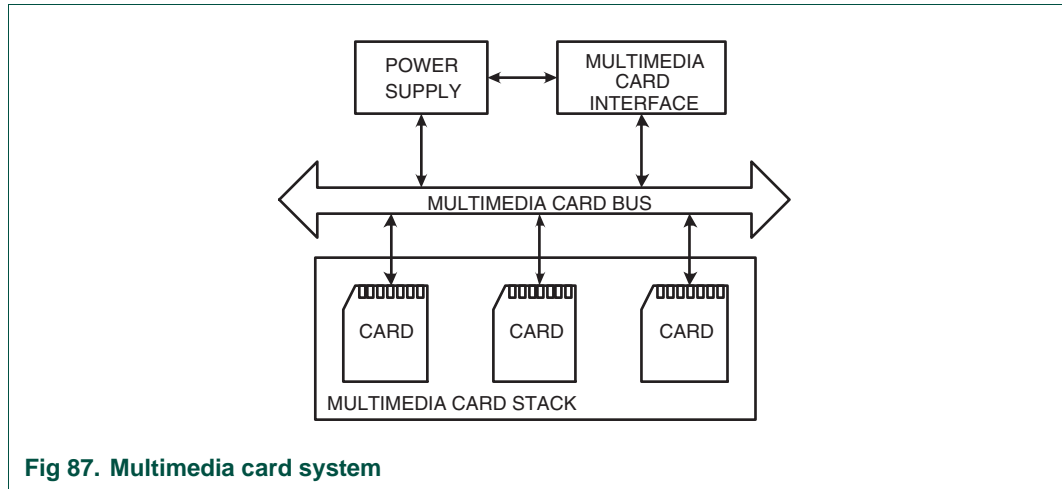 POWER
SUPPLY
MULTIMEDIA
CARD
INTERFACE
MULTIMEDIA CARD BUS
CARD
CARD
CARD
MULTIMEDIA CARD STACK
Fig 87. Multimedia card system